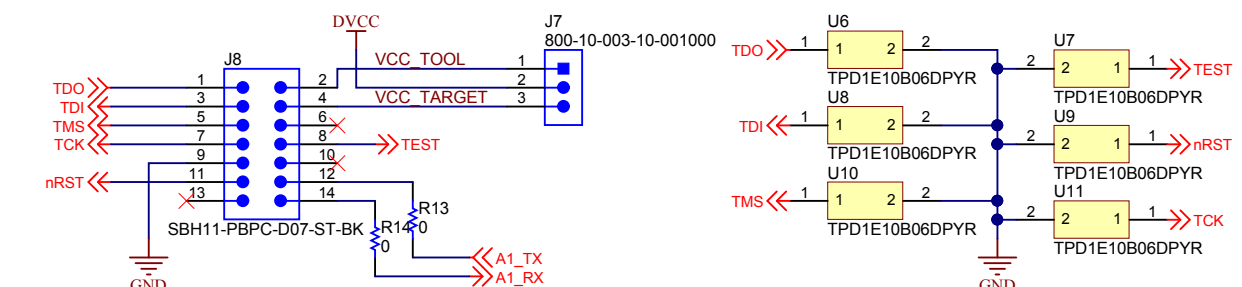 DVCC
J7
800-10-003-10-001000
J8
VCC_TOOL
VCC_TARGET
1
2
3
TDO
TDI
TMS
TCK
nRST
1
3
5
7
9
11
13
2
4
6
8
10
12
14
TEST
SBH11-PBPC-D07-ST-BK
R13
0
R14
0
A1_TX
A1_RX
GND
U6
TDO 1 1 2 2
TPD1E10B06DPYR
U7
2 2 1 1 TEST
TPD1E10B06DPYR
U8
TDI 1 1 2 2
TPD1E10B06DPYR
U9
2 2 1 1 nRST
TPD1E10B06DPYR
U10
TMS 1 1 2 2
TPD1E10B06DPYR
U11
2 2 1 1 TCK
TPD1E10B06DPYR
GND